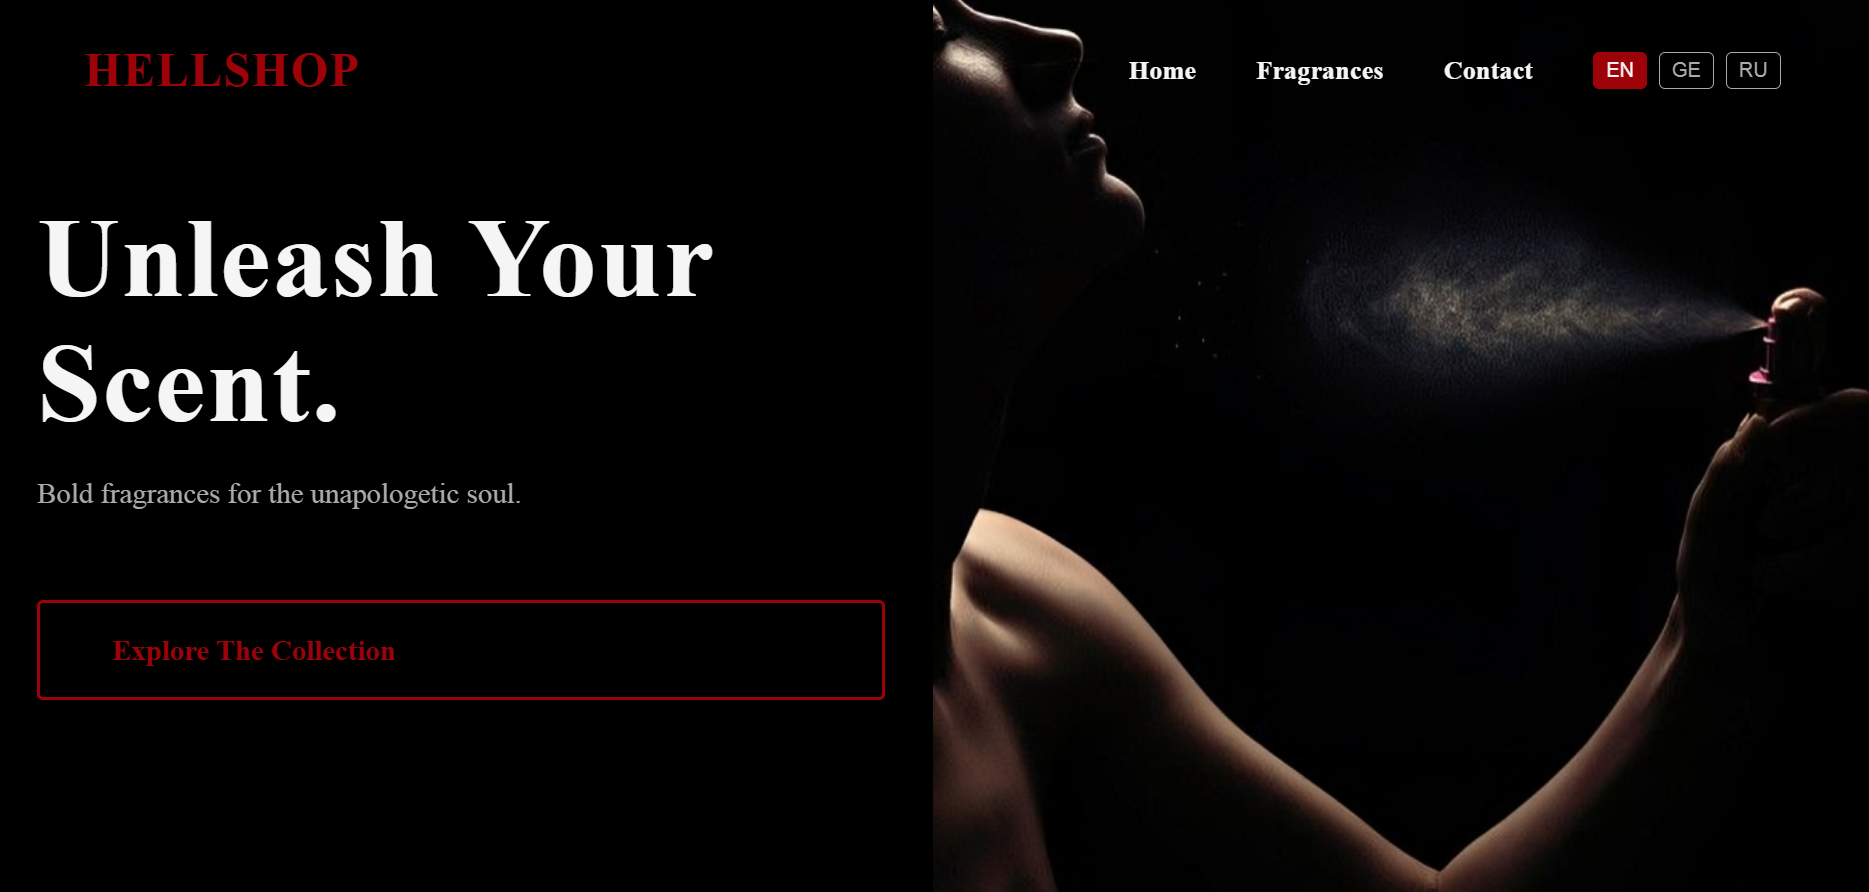 HELLSHOP
Home Fragrances Contact EN GE RU
Unleash Your
Scent.
Bold fragrances for the unapologetic soul.
Explore The Collection